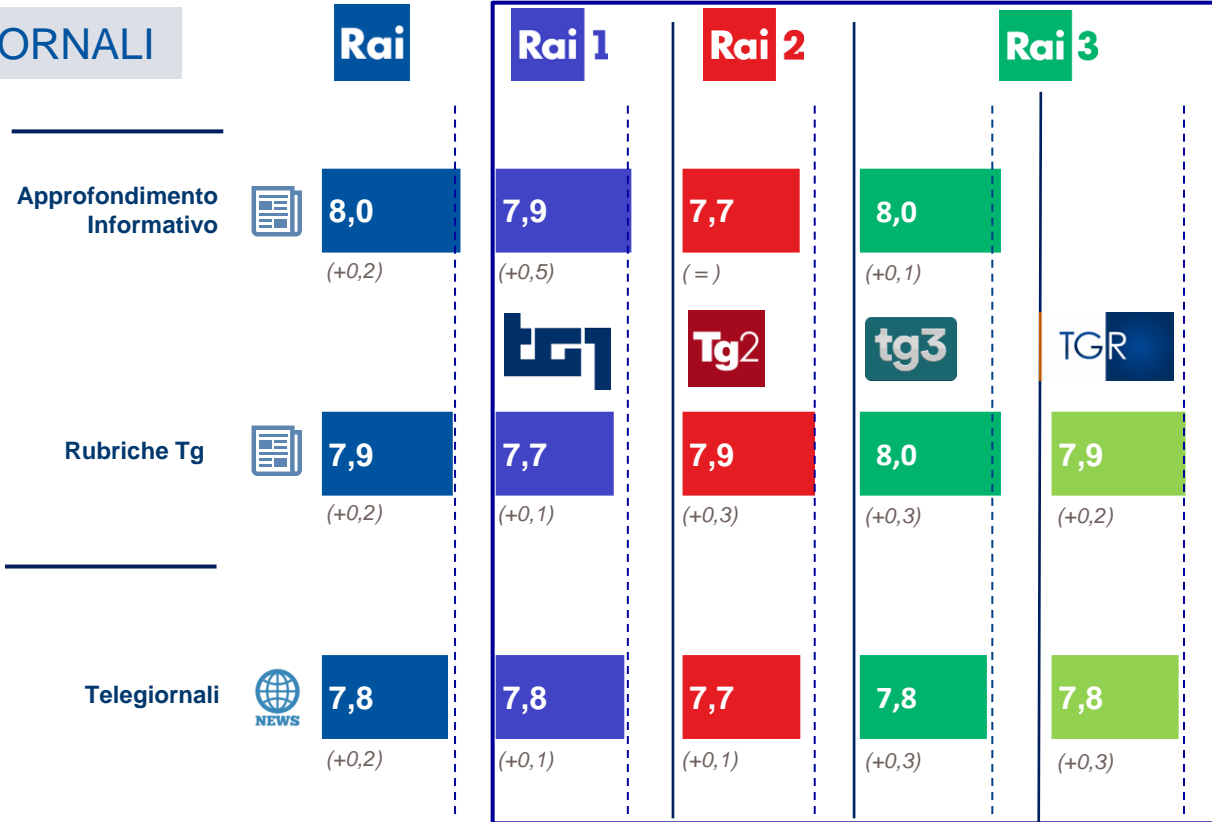 ORNALI
Rai
Rai 1
Rai 2
Rai 3
Approfondimento
Informativo
8,0
7,9
7,7
8,0
(+0,2)
(+0,5)
( = )
(+0,1)
tg1
Tg2
tg3
TGR
Rubriche Tg
7,9
7,7
7,9
8,0
7,9
(+0,2)
(+0,1)
(+0,3)
(+0,3)
(+0,2)
Telegiornali
NEWS
7,8
7,8
7,7
7,8
7,8
(+0,2)
(+0,1)
(+0,1)
(+0,3)
(+0,3)